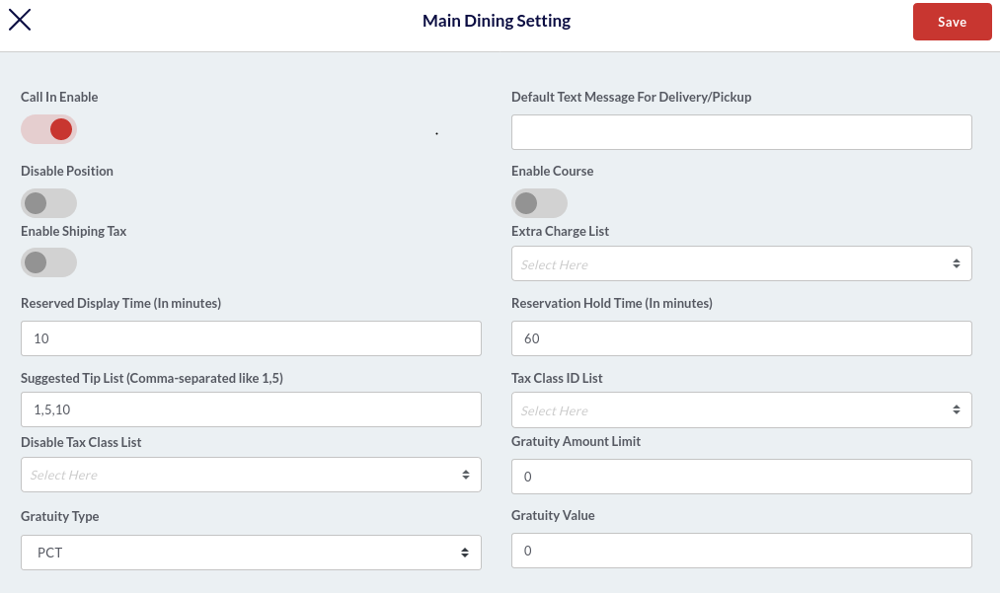 Main Dining Setting
Save
Call In Enable
Default Text Message For Delivery/Pickup
Disable Position
Enable Course
Enable Shiping Tax
Extra Charge List
Select Here
Reserved Display Time (In minutes)
Reservation Hold Time (In minutes)
10
60
Suggested Tip List (Comma-separated like 1,5)
Tax Class ID List
1,5,10
Select Here
Disable Tax Class List
Gratuity Amount Limit
Select Here
0
Gratuity Type
Gratuity Value
PCT
0